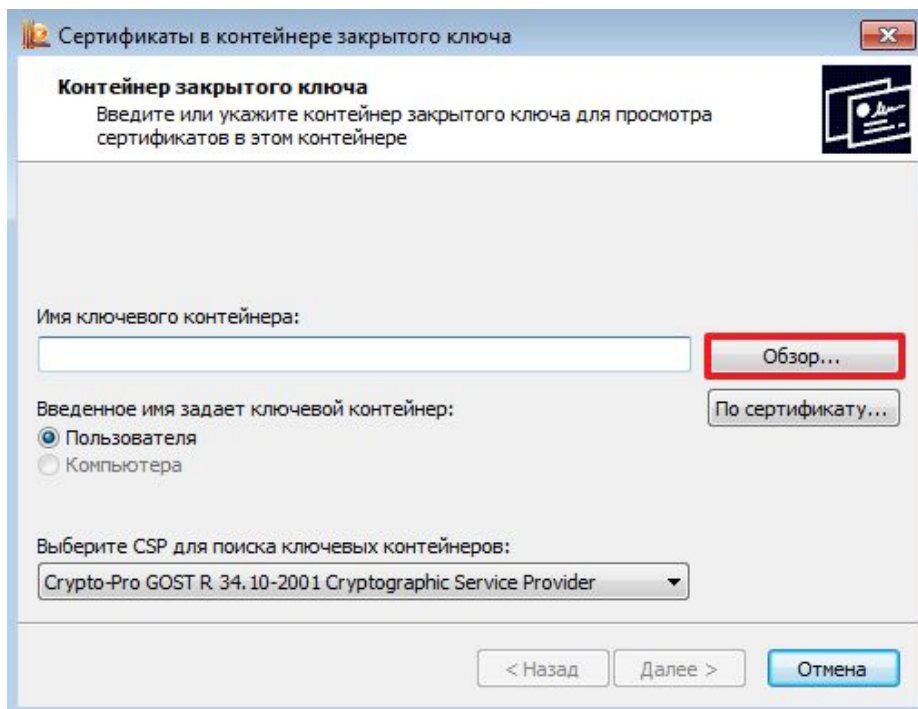 Сертификаты в контейнере закрытого ключа
Контейнер закрытого ключа
Введите или укажите контейнер закрытого ключа для просмотра
сертификатов в этом контейнере
Имя ключевого контейнера:
Обзор...
Введенное имя задает ключевой контейнер:
По сертификату...
Пользователя
Компьютера
Выберите CSP для поиска ключевых контейнеров:
Crypto-Pro GOST R 34.10-2001 Cryptographic Service Provider
< Назад
Далее >
Отмена